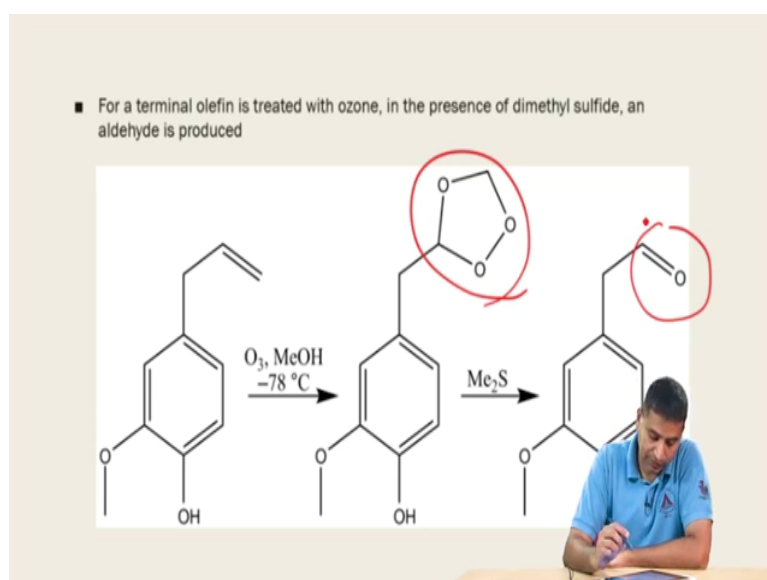 ▪ For a terminal olefin is treated with ozone, in the presence of dimethyl sulfide, an
aldehyde is produced
O
O
O
O
O₃, MeOH
−78 °C
Me₂S
O
O
O
OH
OH